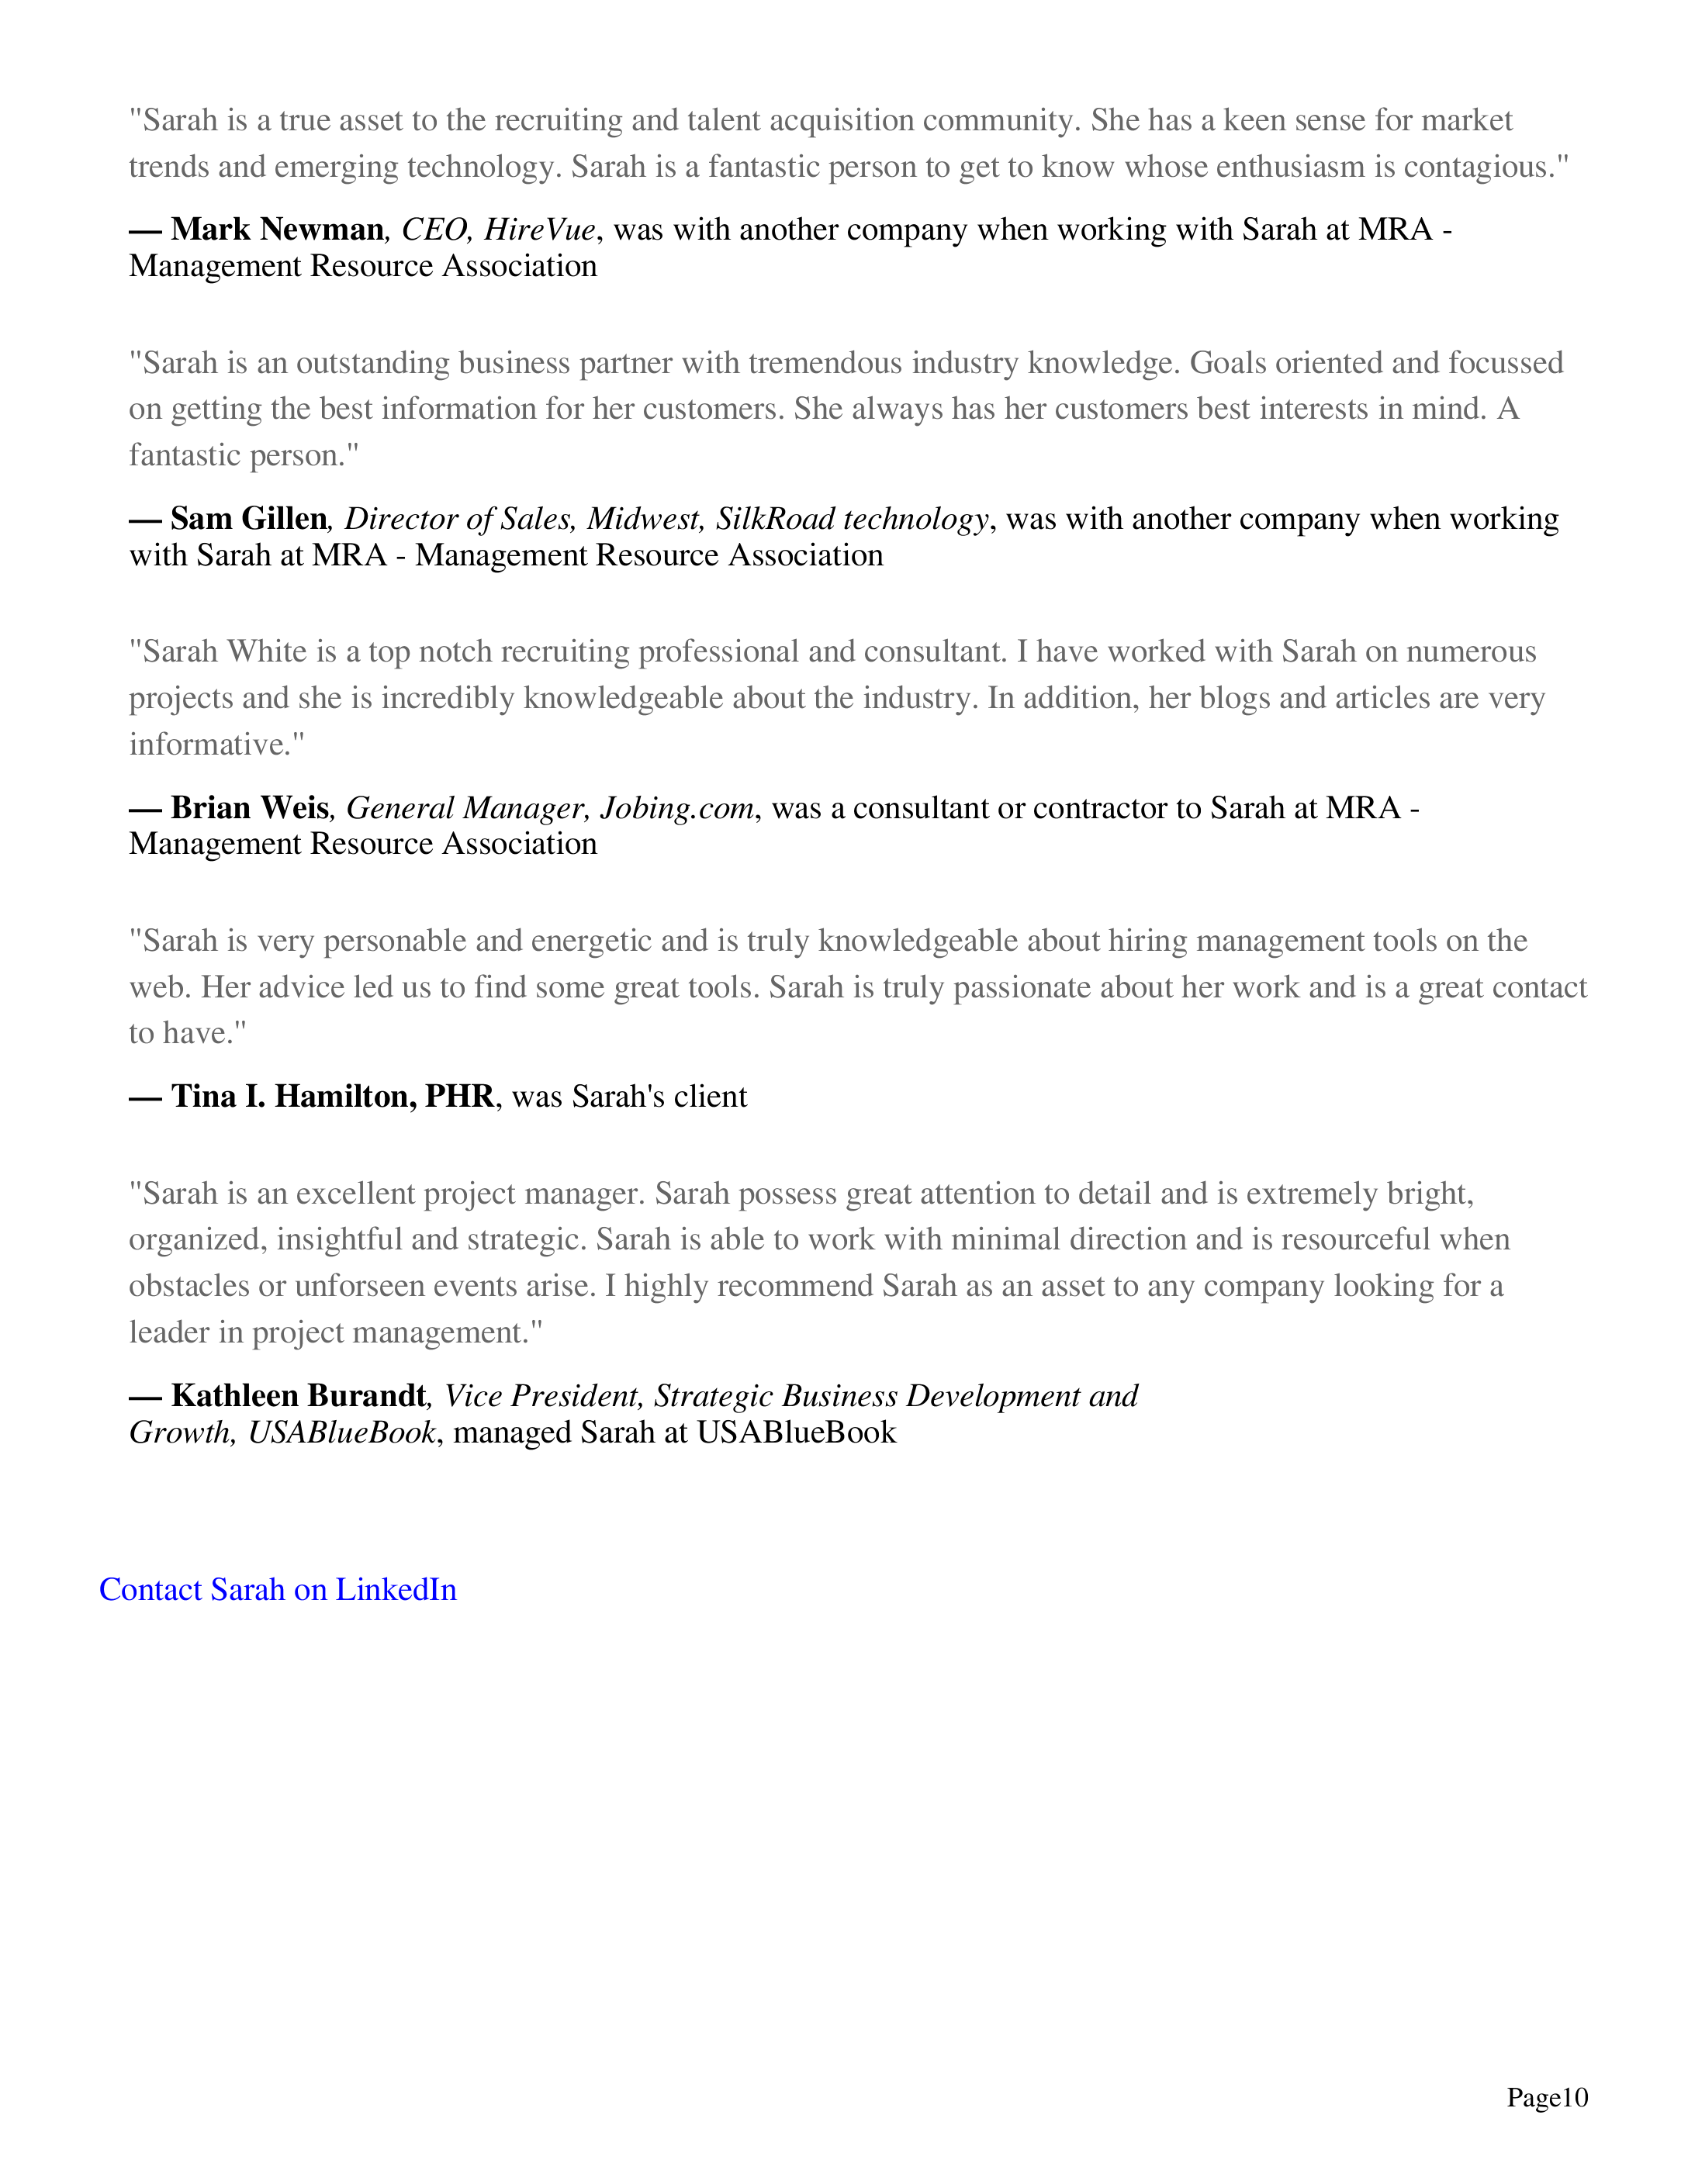 "Sarah is a true asset to the recruiting and talent acquisition community. She has a keen sense for market
trends and emerging technology. Sarah is a fantastic person to get to know whose enthusiasm is contagious."
— Mark Newman, CEO, HireVue, was with another company when working with Sarah at MRA -
Management Resource Association
"Sarah is an outstanding business partner with tremendous industry knowledge. Goals oriented and focussed
on getting the best information for her customers. She always has her customers best interests in mind. A
fantastic person."
— Sam Gillen, Director of Sales, Midwest, SilkRoad technology, was with another company when working
with Sarah at MRA - Management Resource Association
"Sarah White is a top notch recruiting professional and consultant. I have worked with Sarah on numerous
projects and she is incredibly knowledgeable about the industry. In addition, her blogs and articles are very
informative."
— Brian Weis, General Manager, Jobing.com, was a consultant or contractor to Sarah at MRA -
Management Resource Association
"Sarah is very personable and energetic and is truly knowledgeable about hiring management tools on the
web. Her advice led us to find some great tools. Sarah is truly passionate about her work and is a great contact
to have."
— Tina I. Hamilton, PHR, was Sarah's client
"Sarah is an excellent project manager. Sarah possess great attention to detail and is extremely bright,
organized, insightful and strategic. Sarah is able to work with minimal direction and is resourceful when
obstacles or unforseen events arise. I highly recommend Sarah as an asset to any company looking for a
leader in project management."
— Kathleen Burandt, Vice President, Strategic Business Development and
Growth, USABlueBook, managed Sarah at USABlueBook
Contact Sarah on LinkedIn
Page10